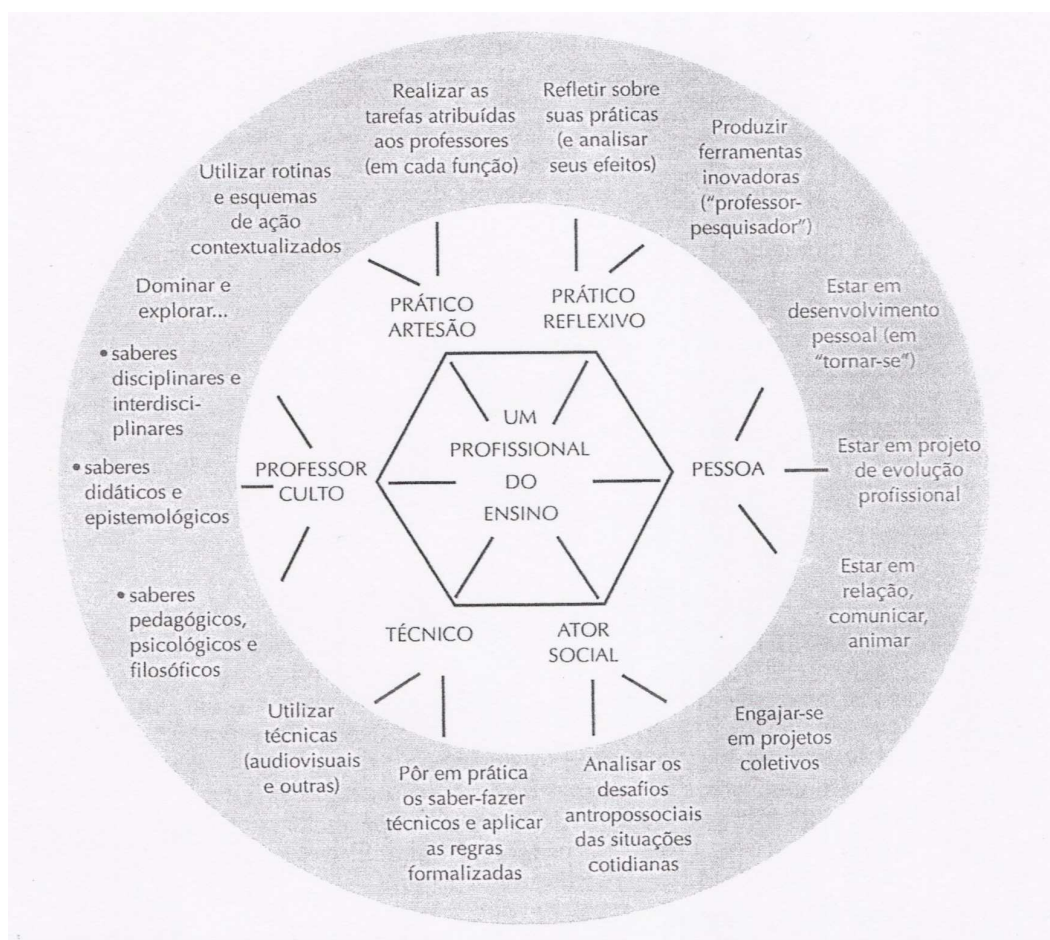 Realizar as
tarefas atribuídas
aos professores
(em cada função)
Refletir sobre
suas práticas
(e analisar
seus efeitos)
Produzir
ferramentas
inovadoras
("professor-
pesquisador")
Utilizar rotinas
e esquemas
de ação
contextualizados
Dominar e
explorar...
• saberes
disciplinares e
interdisci-
plinares
• saberes
didáticos e
epistemológicos
• saberes
pedagógicos,
psicológicos e
filosóficos
PRÁTICO
ARTESÃO
PRÁTICO
REFLEXIVO
Estar em
desenvolvimento
pessoal (em
"tornar-se")
UM
PROFISSIONAL
DO
ENSINO
PROFESSOR
CULTO
PESSOA
Estar em projeto
de evolução
profissional
Estar em
relação,
comunicar,
animar
TÉCNICO
ATOR
SOCIAL
Utilizar
técnicas
(audiovisuais
e outras)
Pôr em prática
os saber-fazer
técnicos e aplicar
as regras
formalizadas
Analisar os
desafios
antropossociais
das situações
cotidianas
Engajar-se
em projetos
coletivos